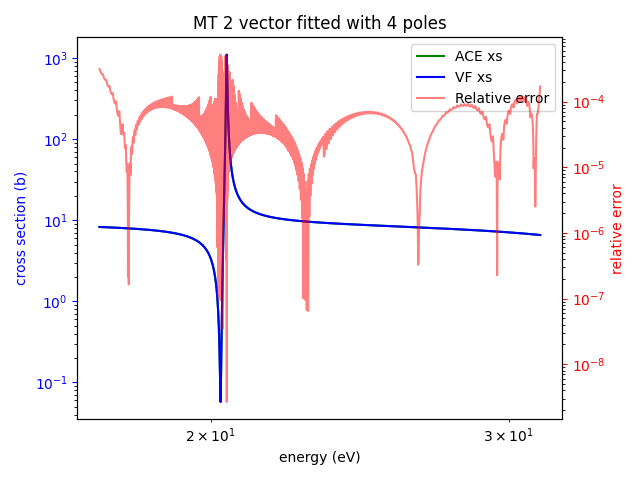 MT 2 vector fitted with 4 poles
ACE xs
VF xs
Relative error
10³
10²
10¹
10⁰
10⁻¹
cross section (b)
10⁻⁴
10⁻⁵
10⁻⁶
10⁻⁷
10⁻⁸
relative error
2 × 10¹
3 × 10¹
energy (eV)